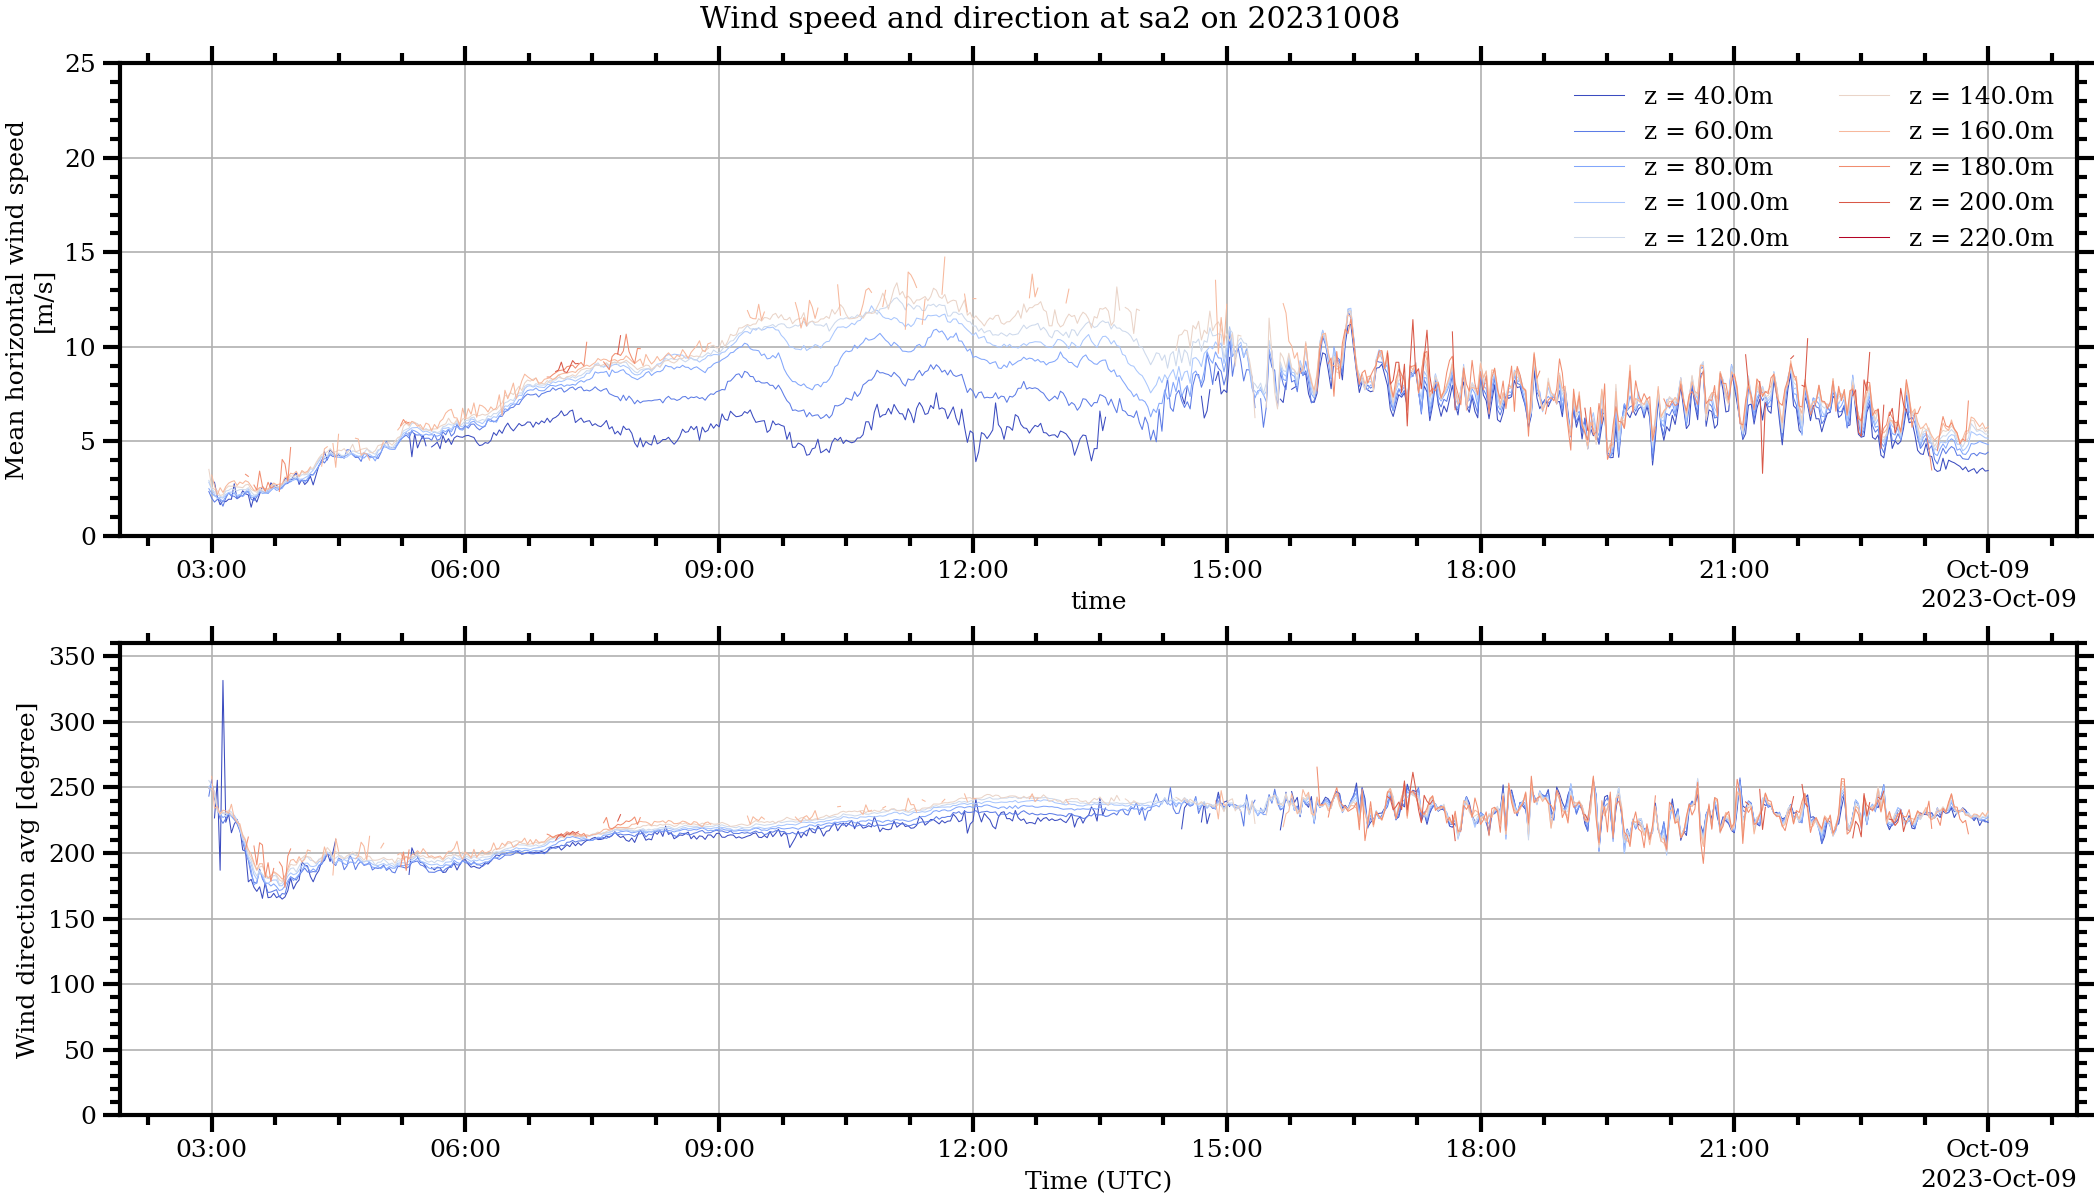 Wind speed and direction at sa2 on 20231008
Mean horizontal wind speed
[m/s]
25
20
15
10
5
0
z = 40.0m
z = 60.0m
z = 80.0m
z = 100.0m
z = 120.0m
z = 140.0m
z = 160.0m
z = 180.0m
z = 200.0m
z = 220.0m
03:00 06:00 09:00 12:00 15:00 18:00 21:00 Oct-09
2023-Oct-09
time
Wind direction avg [degree]
350
300
250
200
150
100
50
0
03:00 06:00 09:00 12:00 15:00 18:00 21:00 Oct-09
2023-Oct-09
Time (UTC)